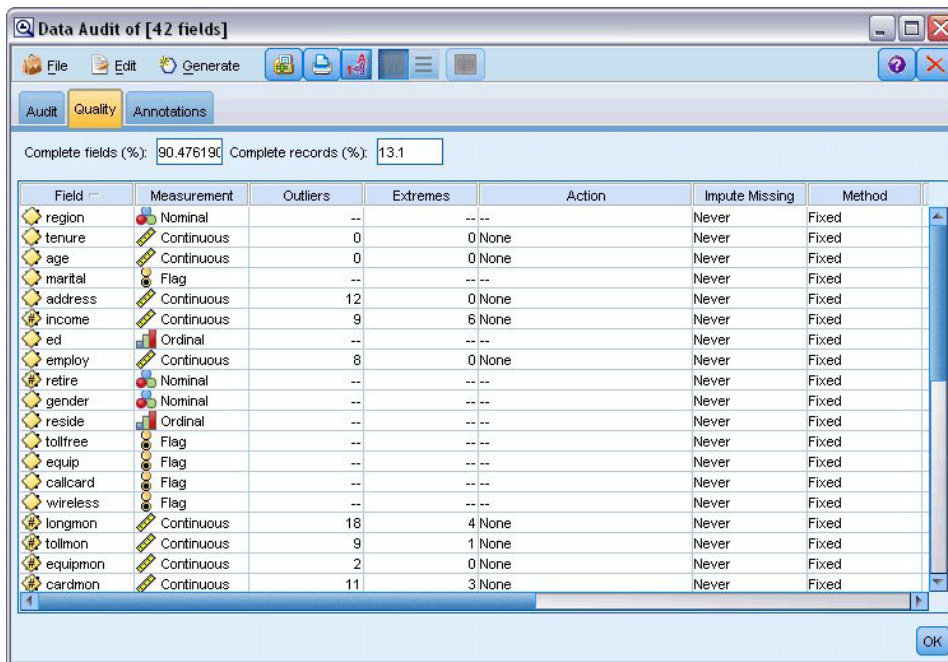 Data Audit of [42 fields]
File Edit Generate
Audit Quality Annotations
Complete fields (%): 90.476190 Complete records (%): 13.1
Field Measurement Outliers Extremes Action Impute Missing Method
region Nominal -- -- -- Never Fixed
tenure Continuous 0 0 None Never Fixed
age Continuous 0 0 None Never Fixed
marital Flag -- -- -- Never Fixed
address Continuous 12 0 None Never Fixed
income Continuous 9 6 None Never Fixed
ed Ordinal -- -- -- Never Fixed
employ Continuous 8 0 None Never Fixed
retire Nominal -- -- -- Never Fixed
gender Nominal -- -- -- Never Fixed
reside Ordinal -- -- -- Never Fixed
tollfree Flag -- -- -- Never Fixed
equip Flag -- -- -- Never Fixed
callcard Flag -- -- -- Never Fixed
wireless Flag -- -- -- Never Fixed
longmon Continuous 18 4 None Never Fixed
tollmon Continuous 9 1 None Never Fixed
equipmon Continuous 2 0 None Never Fixed
cardmon Continuous 11 3 None Never Fixed
OK